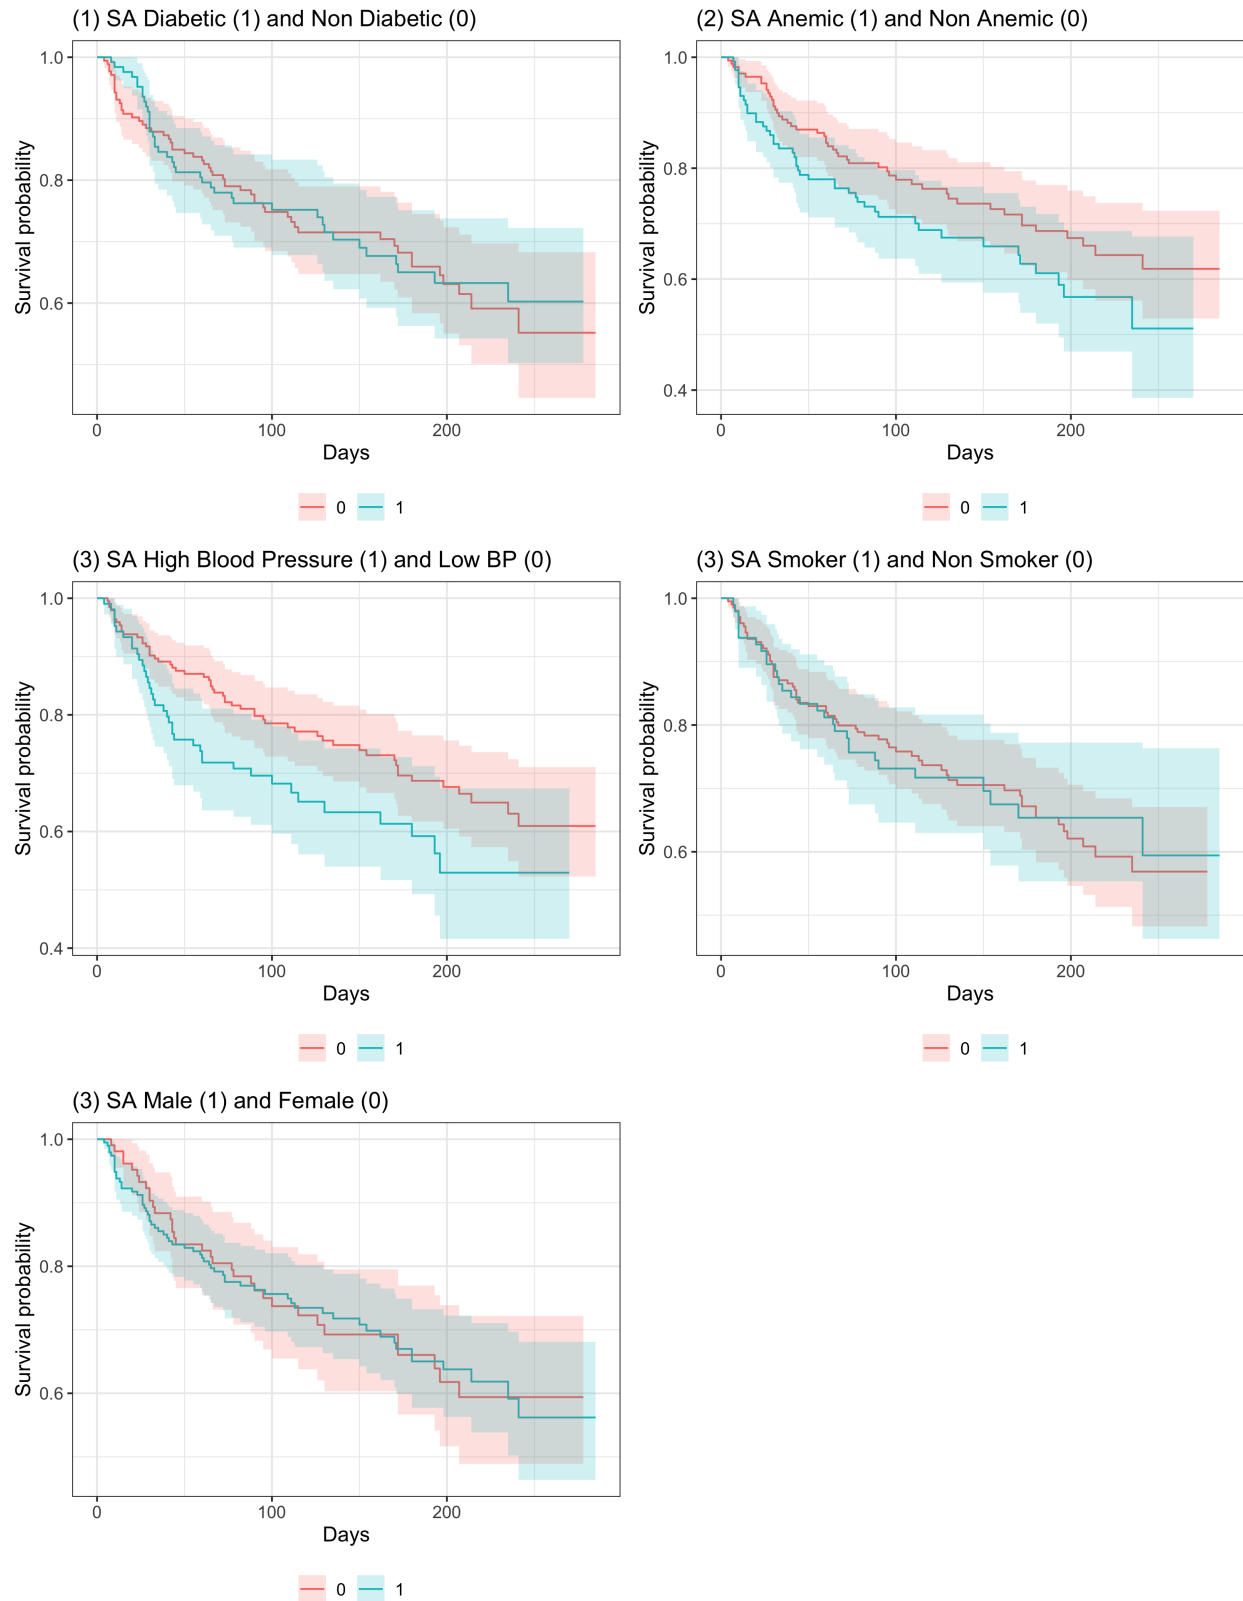 (1) SA Diabetic (1) and Non Diabetic (0)
1.0
0.8
0.6
Survival probability
0
100
200
Days
0
1
(2) SA Anemic (1) and Non Anemic (0)
1.0
0.8
0.6
0.4
Survival probability
0
100
200
Days
0
1
(3) SA High Blood Pressure (1) and Low BP (0)
1.0
0.8
0.6
0.4
Survival probability
0
100
200
Days
0
1
(3) SA Smoker (1) and Non Smoker (0)
1.0
0.8
0.6
Survival probability
0
100
200
Days
0
1
(3) SA Male (1) and Female (0)
1.0
0.8
0.6
Survival probability
0
100
200
Days
0
1